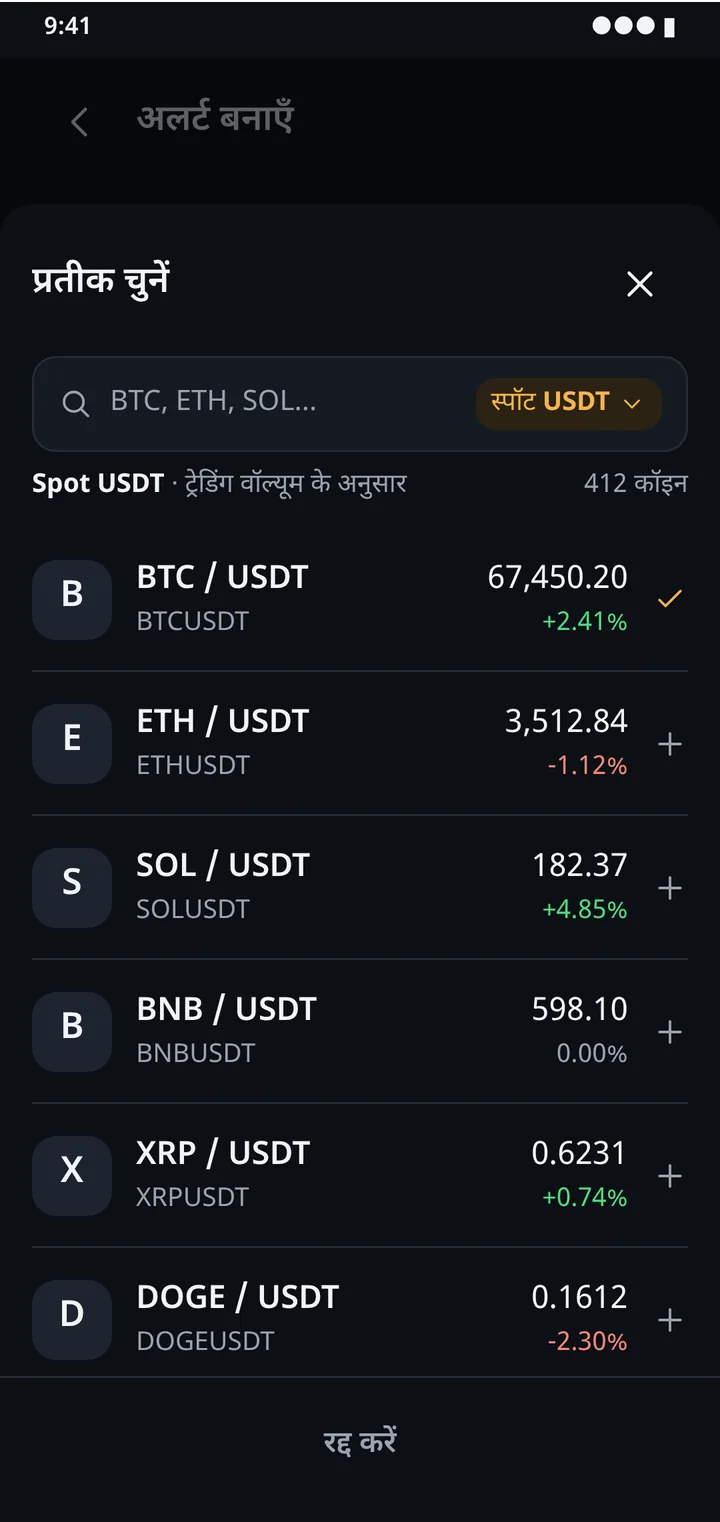 9:41
अलर्ट बनाएँ
प्रतीक चुनें
BTC, ETH, SOL...
स्पॉट USDT
Spot USDT · ट्रेडिंग वॉल्यूम के अनुसार
412 कॉइन
B
BTC / USDT
67,450.20
BTCUSDT
+2.41%
E
ETH / USDT
3,512.84
ETHUSDT
-1.12%
S
SOL / USDT
182.37
SOLUSDT
+4.85%
B
BNB / USDT
598.10
BNBUSDT
0.00%
X
XRP / USDT
0.6231
XRPUSDT
+0.74%
D
DOGE / USDT
0.1612
DOGEUSDT
-2.30%
रद्द करें